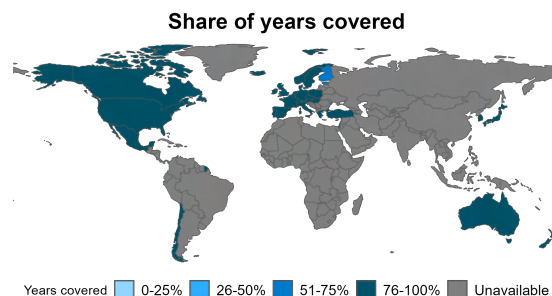 Share of years covered
Years covered 0-25% 26-50% 51-75% 76-100% Unavailable